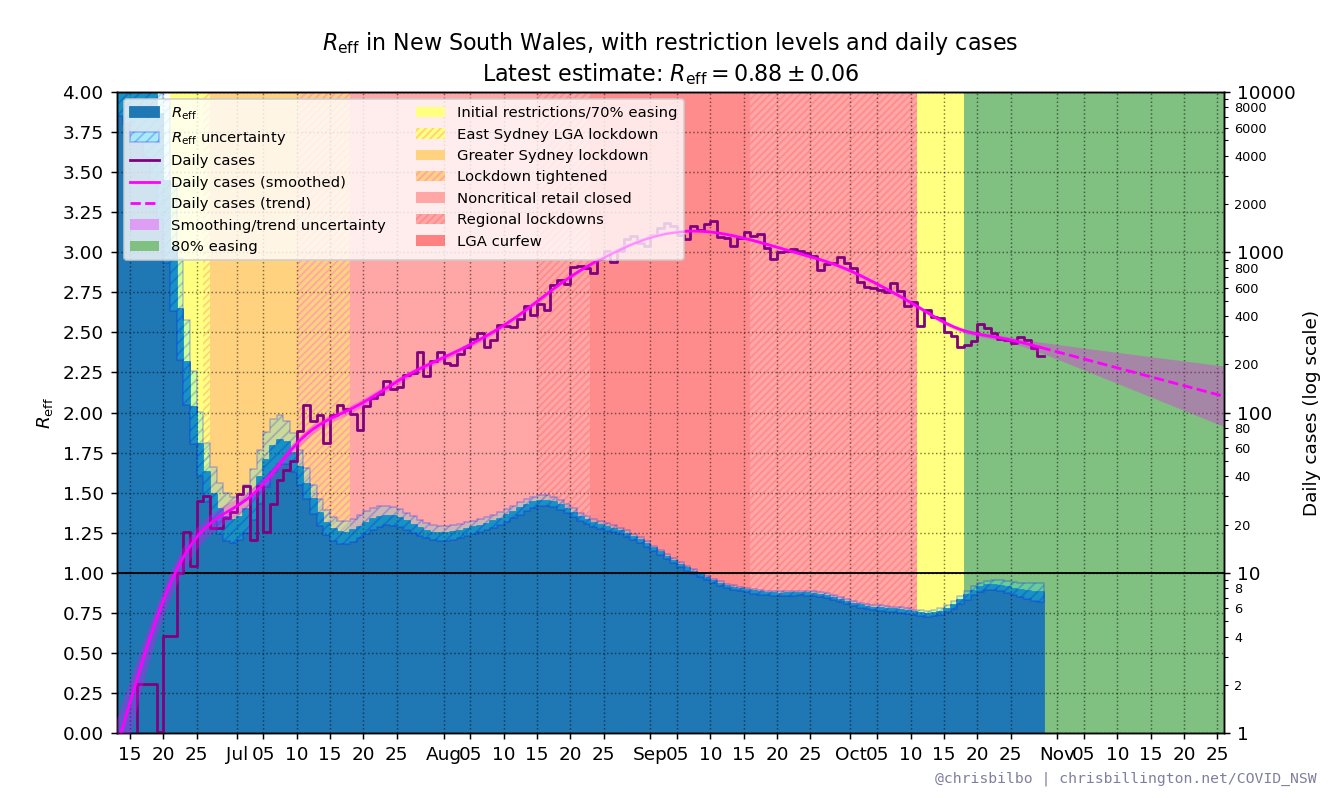 Reff in New South Wales, with restriction levels and daily cases
Latest estimate: Reff = 0.88 ± 0.06
Reff
Reff uncertainty
Daily cases
Daily cases (smoothed)
Daily cases (trend)
Smoothing/trend uncertainty
80% easing
Initial restrictions/70% easing
East Sydney LGA lockdown
Greater Sydney lockdown
Lockdown tightened
Noncritical retail closed
Regional lockdowns
LGA curfew
Reff
4.00
3.75
3.50
3.25
3.00
2.75
2.50
2.25
2.00
1.75
1.50
1.25
1.00
0.75
0.50
0.25
0.00
10000
8000
6000
4000
2000
1000
800
600
400
200
100
80
60
40
20
10
8
6
4
2
1
Daily cases (log scale)
15 20 25 Jul 05 10 15 20 25 Aug 05 10 15 20 25 Sep 05 10 15 20 25 Oct 05 10 15 20 25 Nov 05 10 15 20 25
@chrisbilbo | chrisbillington.net/COVID_NSW